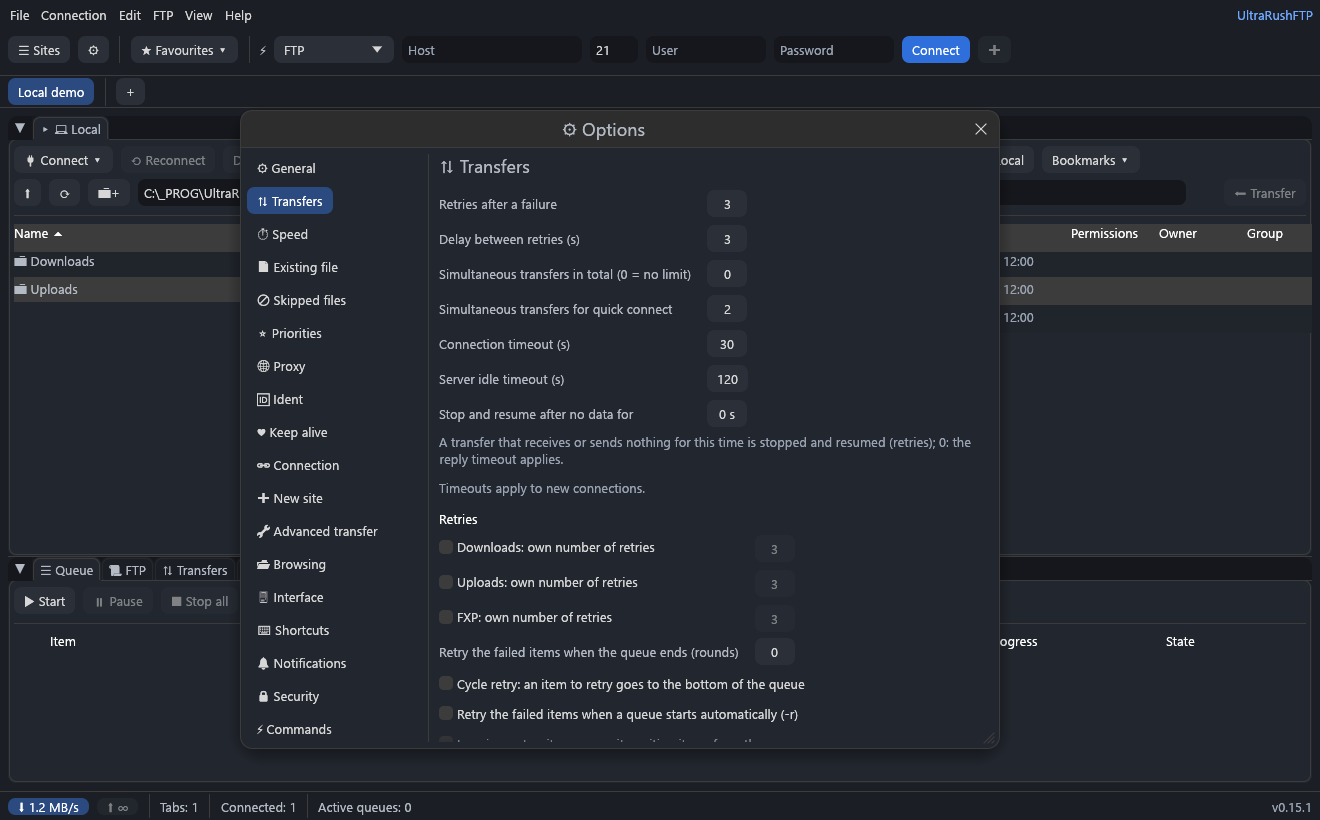 File Connection Edit FTP View Help UltraRushFTP
Sites Favourites FTP Host 21 User Password Connect +
Local demo +
Local
Options
Connect Reconnect
Bookmarks
C:\_PROG\UltraR
Transfer
Name Permissions Owner Group
Downloads 12:00
Uploads 12:00
12:00
General
Transfers
Speed
Existing file
Skipped files
Priorities
Proxy
Ident
Keep alive
Connection
New site
Advanced transfer
Browsing
Interface
Shortcuts
Notifications
Security
Commands
Transfers
Retries after a failure 3
Delay between retries (s) 3
Simultaneous transfers in total (0 = no limit) 0
Simultaneous transfers for quick connect 2
Connection timeout (s) 30
Server idle timeout (s) 120
Stop and resume after no data for 0 s
A transfer that receives or sends nothing for this time is stopped and resumed (retries); 0: the
reply timeout applies.
Timeouts apply to new connections.
Retries
Downloads: own number of retries 3
Uploads: own number of retries 3
FXP: own number of retries 3
Retry the failed items when the queue ends (rounds) 0
Cycle retry: an item to retry goes to the bottom of the queue
Retry the failed items when a queue starts automatically (-r)
Queue FTP Transfers
Start Pause Stop all
Item ogress State
1.2 MB/s ∞ Tabs: 1 Connected: 1 Active queues: 0 v0.15.1